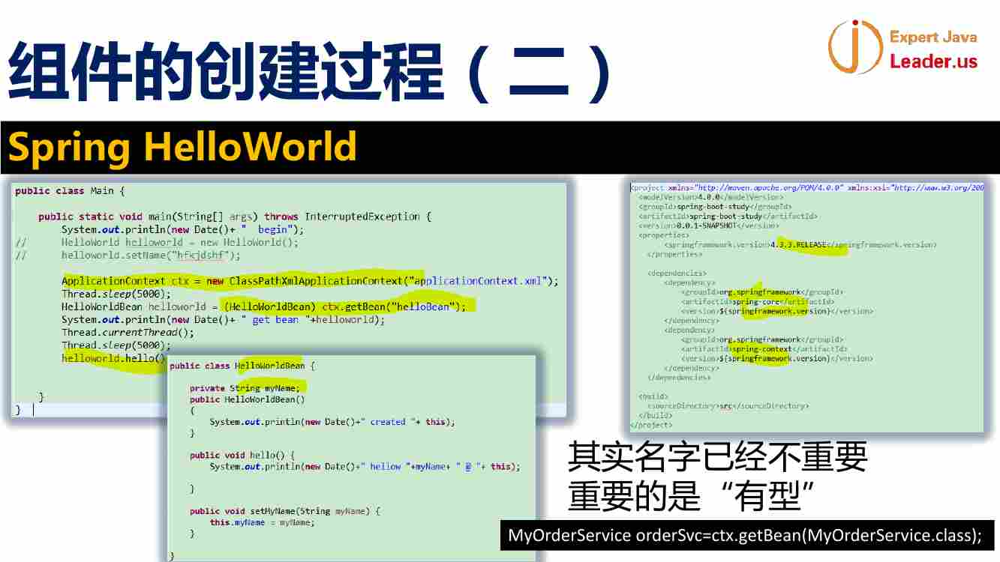 组件的创建过程（二）
Expert Java
Leader.us
Spring HelloWorld
public class Main {
public static void main(String[] args) throws InterruptedException {
System.out.println(new Date()+ "  begin");
//      HelloWorld helloworld = new HelloWorld();
//      helloworld.setName("hfkjdshf");
ApplicationContext ctx = new ClassPathXmlApplicationContext("applicationContext.xml");
Thread.sleep(5000);
HelloWorldBean helloworld = (HelloWorldBean) ctx.getBean("helloBean");
System.out.println(new Date()+ " get bean "+helloworld);
Thread.currentThread();
Thread.sleep(5000);
helloworld.hello()
}
}
public class HelloWorldBean {
private String myName;
public HelloWorldBean()
{
System.out.println(new Date()+" created "+ this);
}
public void hello() {
System.out.println(new Date()+" hellow "+myName+ " @ "+ this);
}
public void setMyName(String myName) {
this.myName = myName;
}
}
<project xmlns="http://maven.apache.org/POM/4.0.0" xmlns:xsi="http://www.w3.org/200
<modelVersion>4.0.0</modelVersion>
<groupId>spring-boot-study</groupId>
<artifactId>spring-boot-study</artifactId>
<version>0.0.1-SNAPSHOT</version>
<properties>
<springframework.version>4.3.3.RELEASE</springframework.version>
</properties>
<dependencies>
<dependency>
<groupId>org.springframework</groupId>
<artifactId>spring-core</artifactId>
<version>${springframework.version}</version>
</dependency>
<dependency>
<groupId>org.springframework</groupId>
<artifactId>spring-context</artifactId>
<version>${springframework.version}</version>
</dependency>
</dependencies>
<build>
<sourceDirectory>src</sourceDirectory>
</build>
</project>
其实名字已经不重要
重要的是“有型”
MyOrderService orderSvc=ctx.getBean(MyOrderService.class);